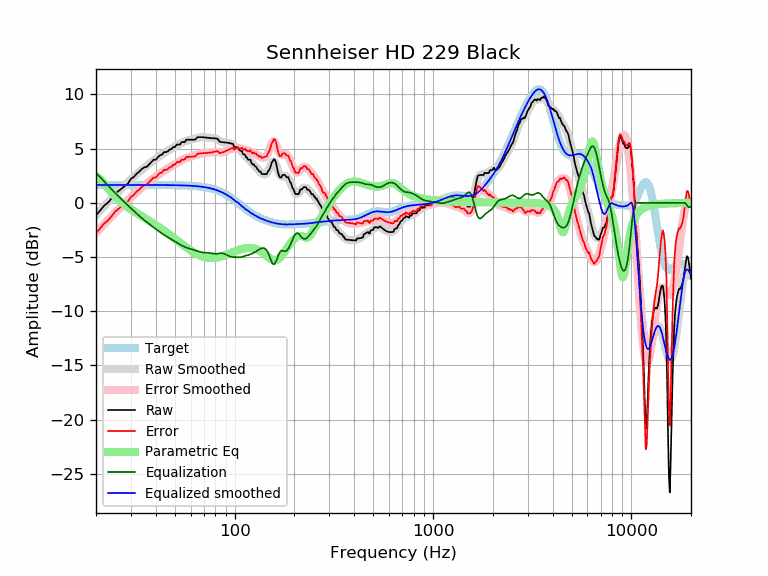 Sennheiser HD 229 Black
10
5
0
−5
−10
−15
−20
−25
Amplitude (dBr)
Target
Raw Smoothed
Error Smoothed
Raw
Error
Parametric Eq
Equalization
Equalized smoothed
100
1000
10000
Frequency (Hz)